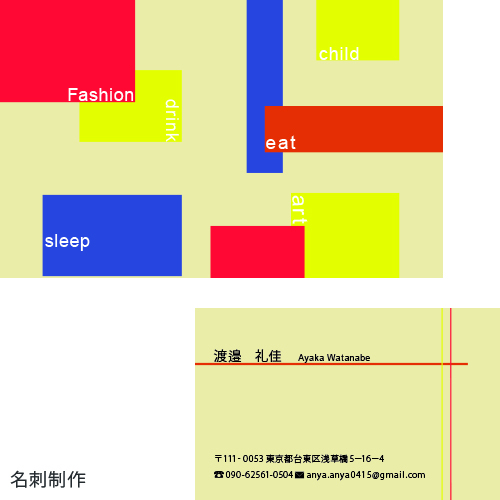 child
Fashion
drink
eat
art
sleep
渡邉　礼佳　Ayaka Watanabe
〒111-0053 東京都台東区浅草橋5−16−4
☎090-62561-0504 ✉anya.anya0415@gmail.com
名刺制作